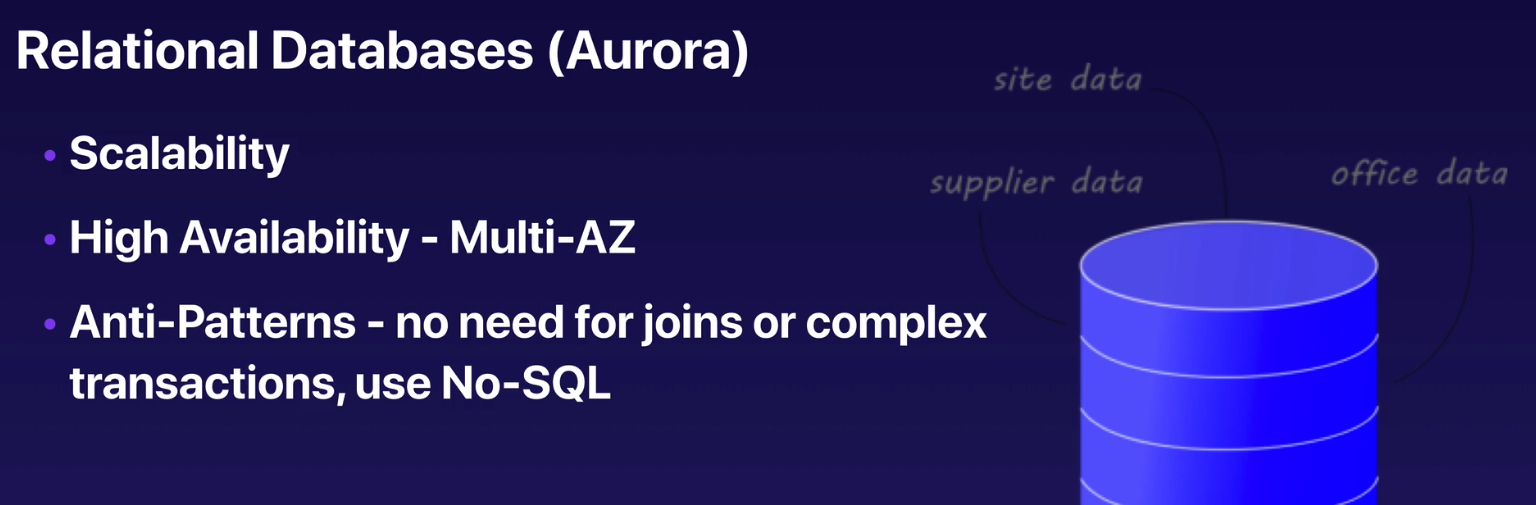 Relational Databases (Aurora)
• Scalability
• High Availability - Multi-AZ
• Anti-Patterns - no need for joins or complex
transactions, use No-SQL
site data
supplier data
office data